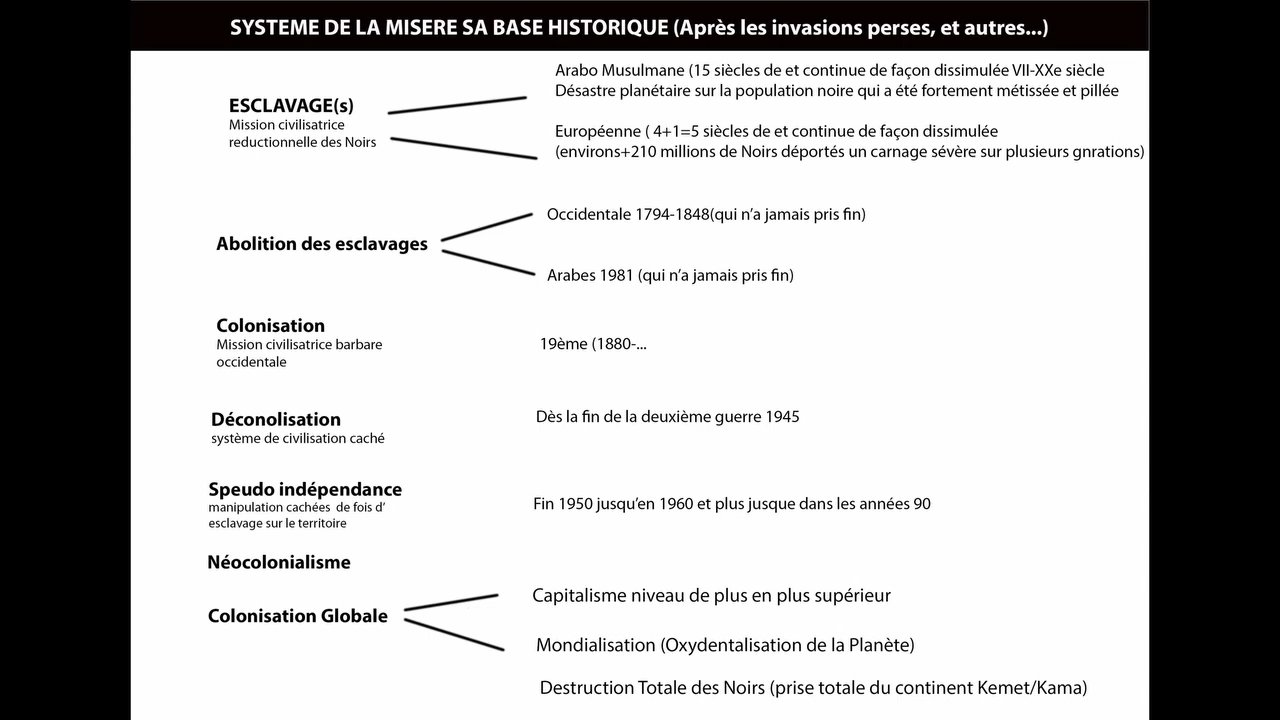 SYSTEME DE LA MISERE SA BASE HISTORIQUE (Après les invasions perses, et autres...)
ESCLAVAGE(s)
Mission civilisatrice
reductionnelle des Noirs
Arabo Musulmane (15 siècles de et continue de façon dissimulée VII-XXe siècle
Désastre planétaire sur la population noire qui a été fortement métissée et pillée
Européenne ( 4+1=5 siècles de et continue de façon dissimulée
(environs+210 millions de Noirs déportés un carnage sévère sur plusieurs gnrations)
Abolition des esclavages
Occidentale 1794-1848(qui n'a jamais pris fin)
Arabes 1981 (qui n'a jamais pris fin)
Colonisation
Mission civilisatrice barbare
occidentale
19ème (1880-...
Déconolisation
système de civilisation caché
Dès la fin de la deuxième guerre 1945
Speudo indépendance
manipulation cachées de fois d'
esclavage sur le territoire
Fin 1950 jusqu'en 1960 et plus jusque dans les années 90
Néocolonialisme
Colonisation Globale
Capitalisme niveau de plus en plus supérieur
Mondialisation (Oxydentalisation de la Planète)
Destruction Totale des Noirs (prise totale du continent Kemet/Kama)